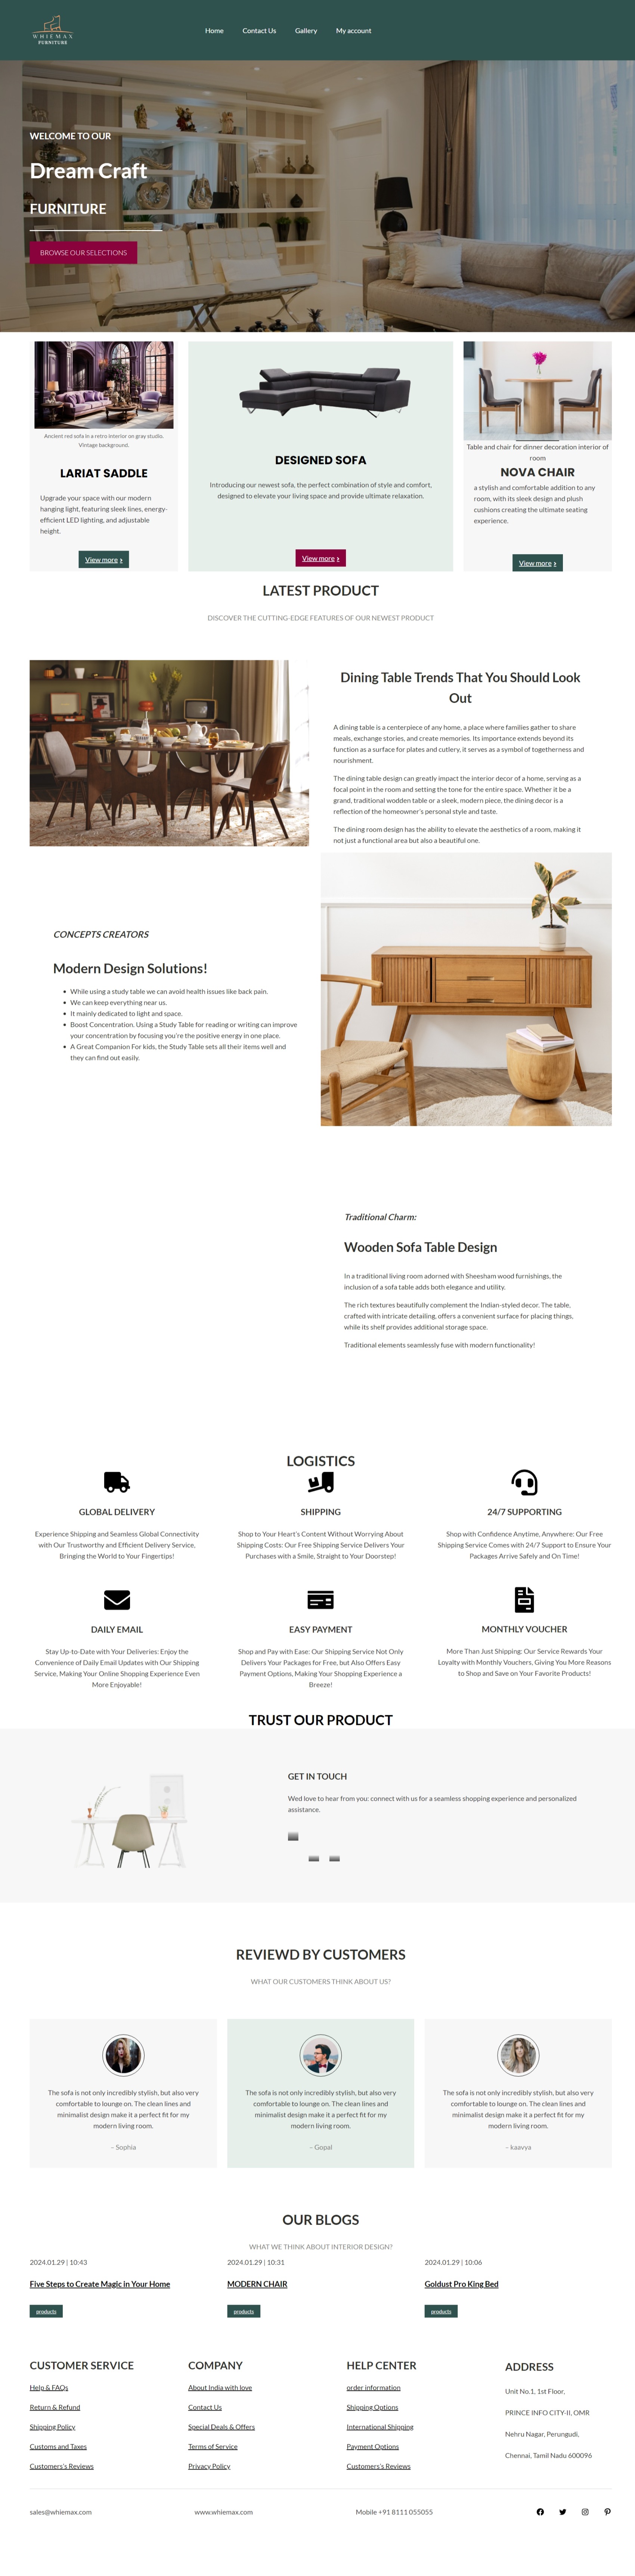 WHIEMAX
FURNITURE
Home
Contact Us
Gallery
My account
WELCOME TO OUR
Dream Craft
FURNITURE
BROWSE OUR SELECTIONS
Ancient red sofa in a retro interior on gray studio.
Vintage background.
LARIAT SADDLE
Upgrade your space with our modern
hanging light, featuring sleek lines, energy-
efficient LED lighting, and adjustable
height.
View more ›
DESIGNED SOFA
Introducing our newest sofa, the perfect combination of style and comfort,
designed to elevate your living space and provide ultimate relaxation.
View more ›
Table and chair for dinner decoration interior of
room
NOVA CHAIR
a stylish and comfortable addition to any
room, with its sleek design and plush
cushions creating the ultimate seating
experience.
View more ›
LATEST PRODUCT
DISCOVER THE CUTTING-EDGE FEATURES OF OUR NEWEST PRODUCT
Dining Table Trends That You Should Look
Out
A dining table is a centerpiece of any home, a place where families gather to share
meals, exchange stories, and create memories. Its importance extends beyond its
function as a surface for plates and cutlery, it serves as a symbol of togetherness and
nourishment.
The dining table design can greatly impact the interior decor of a home, serving as a
focal point in the room and setting the tone for the entire space. Whether it be a
grand, traditional wodden table or a sleek, modern piece, the dining decor is a
reflection of the homeowner's personal style and taste.
The dining room design has the ability to elevate the aesthetics of a room, making it
not just a functional area but also a beautiful one.
CONCEPTS CREATORS
Modern Design Solutions!
• While using a study table we can avoid health issues like back pain.
• We can keep everything near us.
• It mainly dedicated to light and space.
• Boost Concentration. Using a Study Table for reading or writing can improve
your concentration by focusing you're the positive energy in one place.
• A Great Companion For kids, the Study Table sets all their items well and
they can find out easily.
Traditional Charm:
Wooden Sofa Table Design
In a traditional living room adorned with Sheesham wood furnishings, the
inclusion of a sofa table adds both elegance and utility.
The rich textures beautifully complement the Indian-styled decor. The table,
crafted with intricate detailing, offers a convenient surface for placing things,
while its shelf provides additional storage space.
Traditional elements seamlessly fuse with modern functionality!
LOGISTICS
GLOBAL DELIVERY
Experience Shipping and Seamless Global Connectivity
with Our Trustworthy and Efficient Delivery Service,
Bringing the World to Your Fingertips!
SHIPPING
Shop to Your Heart's Content Without Worrying About
Shipping Costs: Our Free Shipping Service Delivers Your
Purchases with a Smile, Straight to Your Doorstep!
24/7 SUPPORTING
Shop with Confidence Anytime, Anywhere: Our Free
Shipping Service Comes with 24/7 Support to Ensure Your
Packages Arrive Safely and On Time!
DAILY EMAIL
Stay Up-to-Date with Your Deliveries: Enjoy the
Convenience of Daily Email Updates with Our Shipping
Service, Making Your Online Shopping Experience Even
More Enjoyable!
EASY PAYMENT
Shop and Pay with Ease: Our Shipping Service Not Only
Delivers Your Packages for Free, but Also Offers Easy
Payment Options, Making Your Shopping Experience a
Breeze!
MONTHLY VOUCHER
More Than Just Shipping: Our Service Rewards Your
Loyalty with Monthly Vouchers, Giving You More Reasons
to Shop and Save on Your Favorite Products!
TRUST OUR PRODUCT
GET IN TOUCH
Wed love to hear from you: connect with us for a seamless shopping experience and personalized
assistance.
REVIEWD BY CUSTOMERS
WHAT OUR CUSTOMERS THINK ABOUT US?
The sofa is not only incredibly stylish, but also very
comfortable to lounge on. The clean lines and
minimalist design make it a perfect fit for my
modern living room.
– Sophia
The sofa is not only incredibly stylish, but also very
comfortable to lounge on. The clean lines and
minimalist design make it a perfect fit for my
modern living room.
– Gopal
The sofa is not only incredibly stylish, but also very
comfortable to lounge on. The clean lines and
minimalist design make it a perfect fit for my
modern living room.
– kaavya
OUR BLOGS
WHAT WE THINK ABOUT INTERIOR DESIGN?
2024.01.29 | 10:43
Five Steps to Create Magic in Your Home
products
2024.01.29 | 10:31
MODERN CHAIR
products
2024.01.29 | 10:06
Goldust Pro King Bed
products
CUSTOMER SERVICE
Help & FAQs
Return & Refund
Shipping Policy
Customs and Taxes
Customers's Reviews
COMPANY
About India with love
Contact Us
Special Deals & Offers
Terms of Service
Privacy Policy
HELP CENTER
order information
Shipping Options
International Shipping
Payment Options
Customers's Reviews
ADDRESS
Unit No.1, 1st Floor,
PRINCE INFO CITY-II, OMR
Nehru Nagar, Perungudi,
Chennai, Tamil Nadu 600096
sales@whiemax.com
www.whiemax.com
Mobile +91 8111 055055